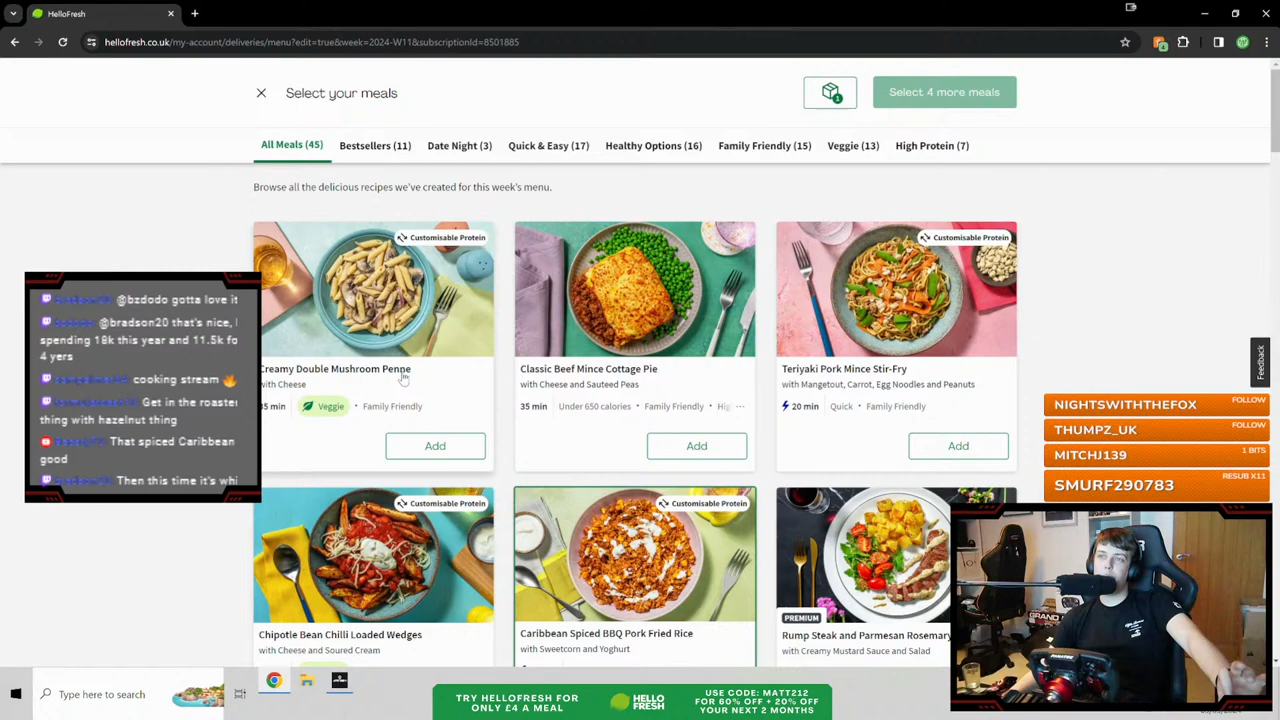 HelloFresh
hellofresh.co.uk/my-account/deliveries/menu?edit=true&week=2024-W11&subscriptionId=8501885
Select your meals
1
Select 4 more meals
All Meals (45)
Bestsellers (11)
Date Night (3)
Quick & Easy (17)
Healthy Options (16)
Family Friendly (15)
Veggie (13)
High Protein (7)
Browse all the delicious recipes we've created for this week's menu.
Customisable Protein
Customisable Protein
Customisable Protein
Creamy Double Mushroom Penne
with Cheese
35 min Veggie • Family Friendly
Add
Classic Beef Mince Cottage Pie
with Cheese and Sauteed Peas
35 min Under 650 calories • Family Friendly • Hig ...
Add
Teriyaki Pork Mince Stir-Fry
with Mangetout, Carrot, Egg Noodles and Peanuts
20 min Quick • Family Friendly
Add
@bzdodo gotta love it
@bradson20 that's nice, I
spending 18k this year and 11.5k fo
4 yers
cooking stream
Get in the roaster
thing with hazelnut thing
That spiced Caribbean
good
Then this time it's whi
Feedback
NIGHTSWITHTHEFOX FOLLOW
THUMPZ_UK FOLLOW
MITCHJ139 1 BITS
SMURF290783 RESUB X11
Customisable Protein
Chipotle Bean Chilli Loaded Wedges
with Cheese and Soured Cream
Customisable Protein
Caribbean Spiced BBQ Pork Fried Rice
with Sweetcorn and Yoghurt
PREMIUM
Rump Steak and Parmesan Rosemary
with Creamy Mustard Sauce and Salad
Type here to search
TRY HELLOFRESH FOR
ONLY £4 A MEAL
HELLO
FRESH
USE CODE: MATT212
FOR 60% OFF + 20% OFF
YOUR NEXT 2 MONTHS